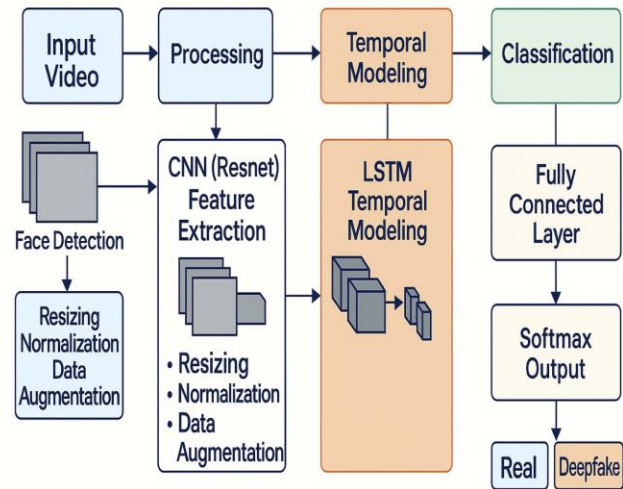 Input
Video
Processing
Temporal
Modeling
Classification
Face Detection
Resizing
Normalization
Data
Augmentation
CNN (Resnet)
Feature
Extraction
• Resizing
• Normalization
• Data
Augmentation
LSTM
Temporal
Modeling
Fully
Connected
Layer
Softmax
Output
Real
Deepfake